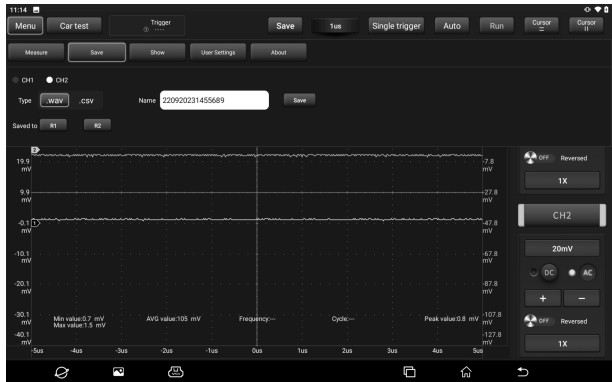 11:14
Menu Car test Trigger Save 1us Single trigger Auto Run Cursor Cursor
Measure Save Show User Settings About
CH1 CH2
Type .wav .csv Name 220920231455689 Save
Saved to R1 R2
2
19.9 mV -7.8 mV
9.9 mV -27.8 mV
-0.1 mV 1 -47.8 mV
-10.1 mV -67.8 mV
-20.1 mV -87.8 mV
-30.1 mV -107.8 mV
Min value:0.7 mV AVG value:105 mV Frequency:--- Cycle:--- Peak value:0.8 mV
Max value:1.5 mV
-40.1 mV -127.8 mV
-5us -4us -3us -2us -1us 0us 1us 2us 3us 4us 5us
OFF Reversed
1X
CH2
20mV
DC AC
+ −
OFF Reversed
1X